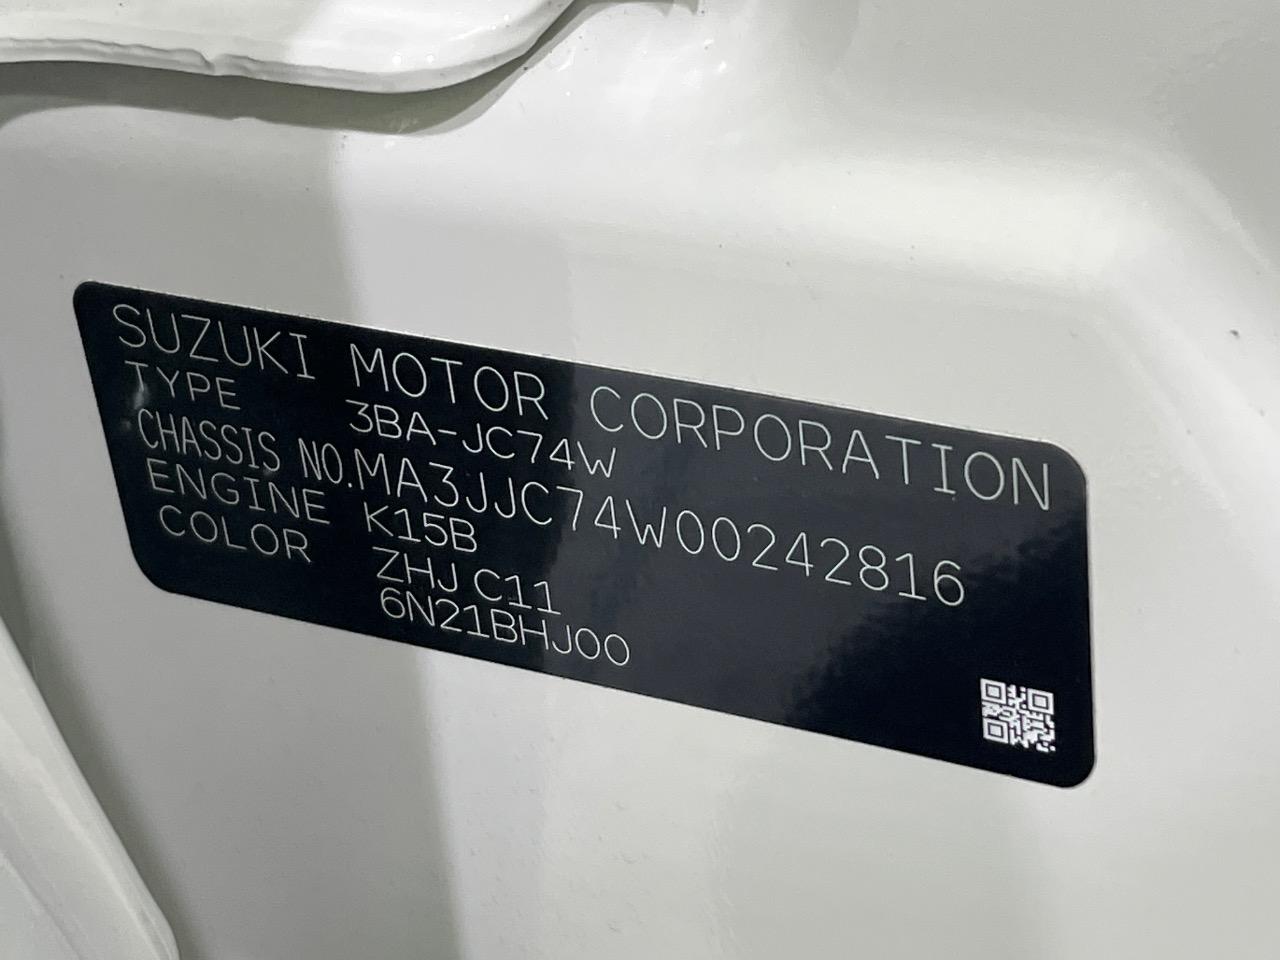 SUZUKI MOTOR CORPORATION
TYPE 3BA-JC74W
CHASSIS NO. MA3JJC74W00242816
ENGINE K15B
COLOR ZHJ C11
6N21BHJ00